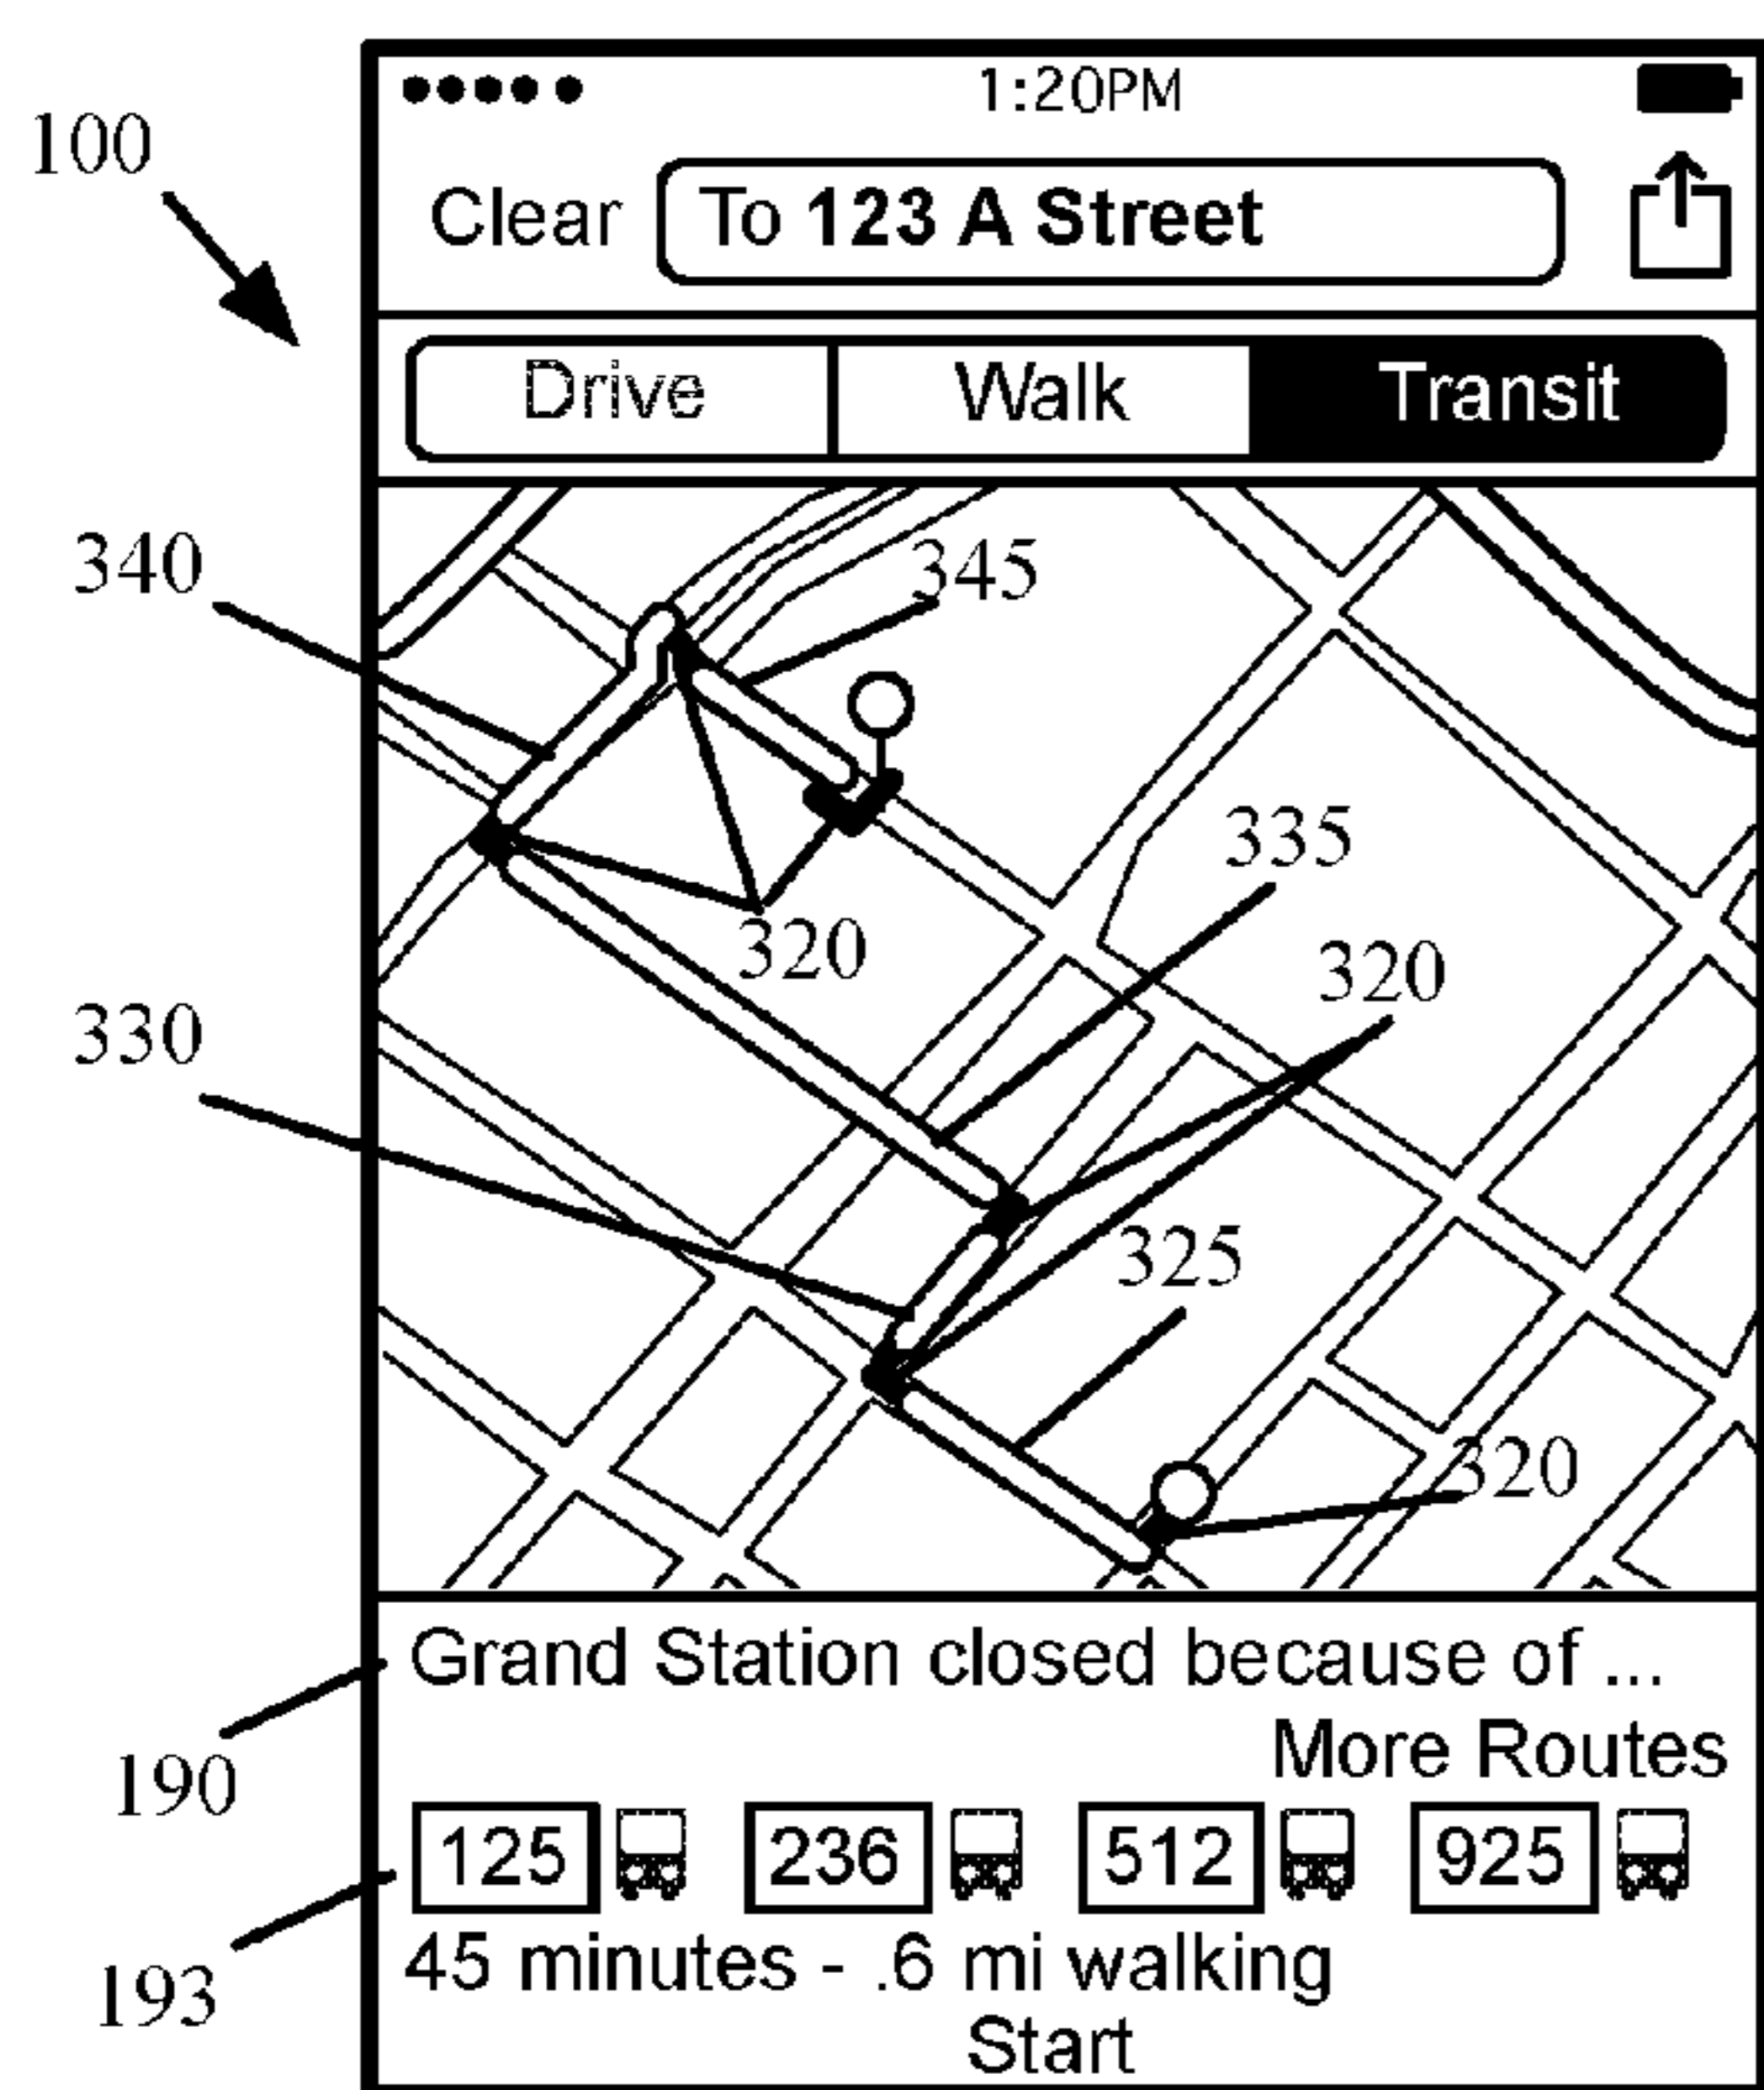 1:20PM
100
Clear To 123 A Street
Drive Walk Transit
340
345
335
320
320
330
325
320
Grand Station closed because of ...
190
More Routes
125 236 512 925
193
45 minutes - .6 mi walking
Start